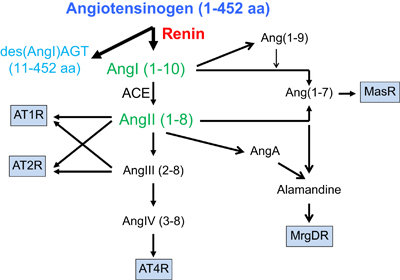 Angiotensinogen (1-452 aa)
Renin
des(AngI)AGT
(11-452 aa)
Ang(1-9)
AngI (1-10)
ACE
Ang(1-7)
MasR
AT1R
AngII (1-8)
AT2R
AngA
AngIII (2-8)
Alamandine
AngIV (3-8)
MrgDR
AT4R